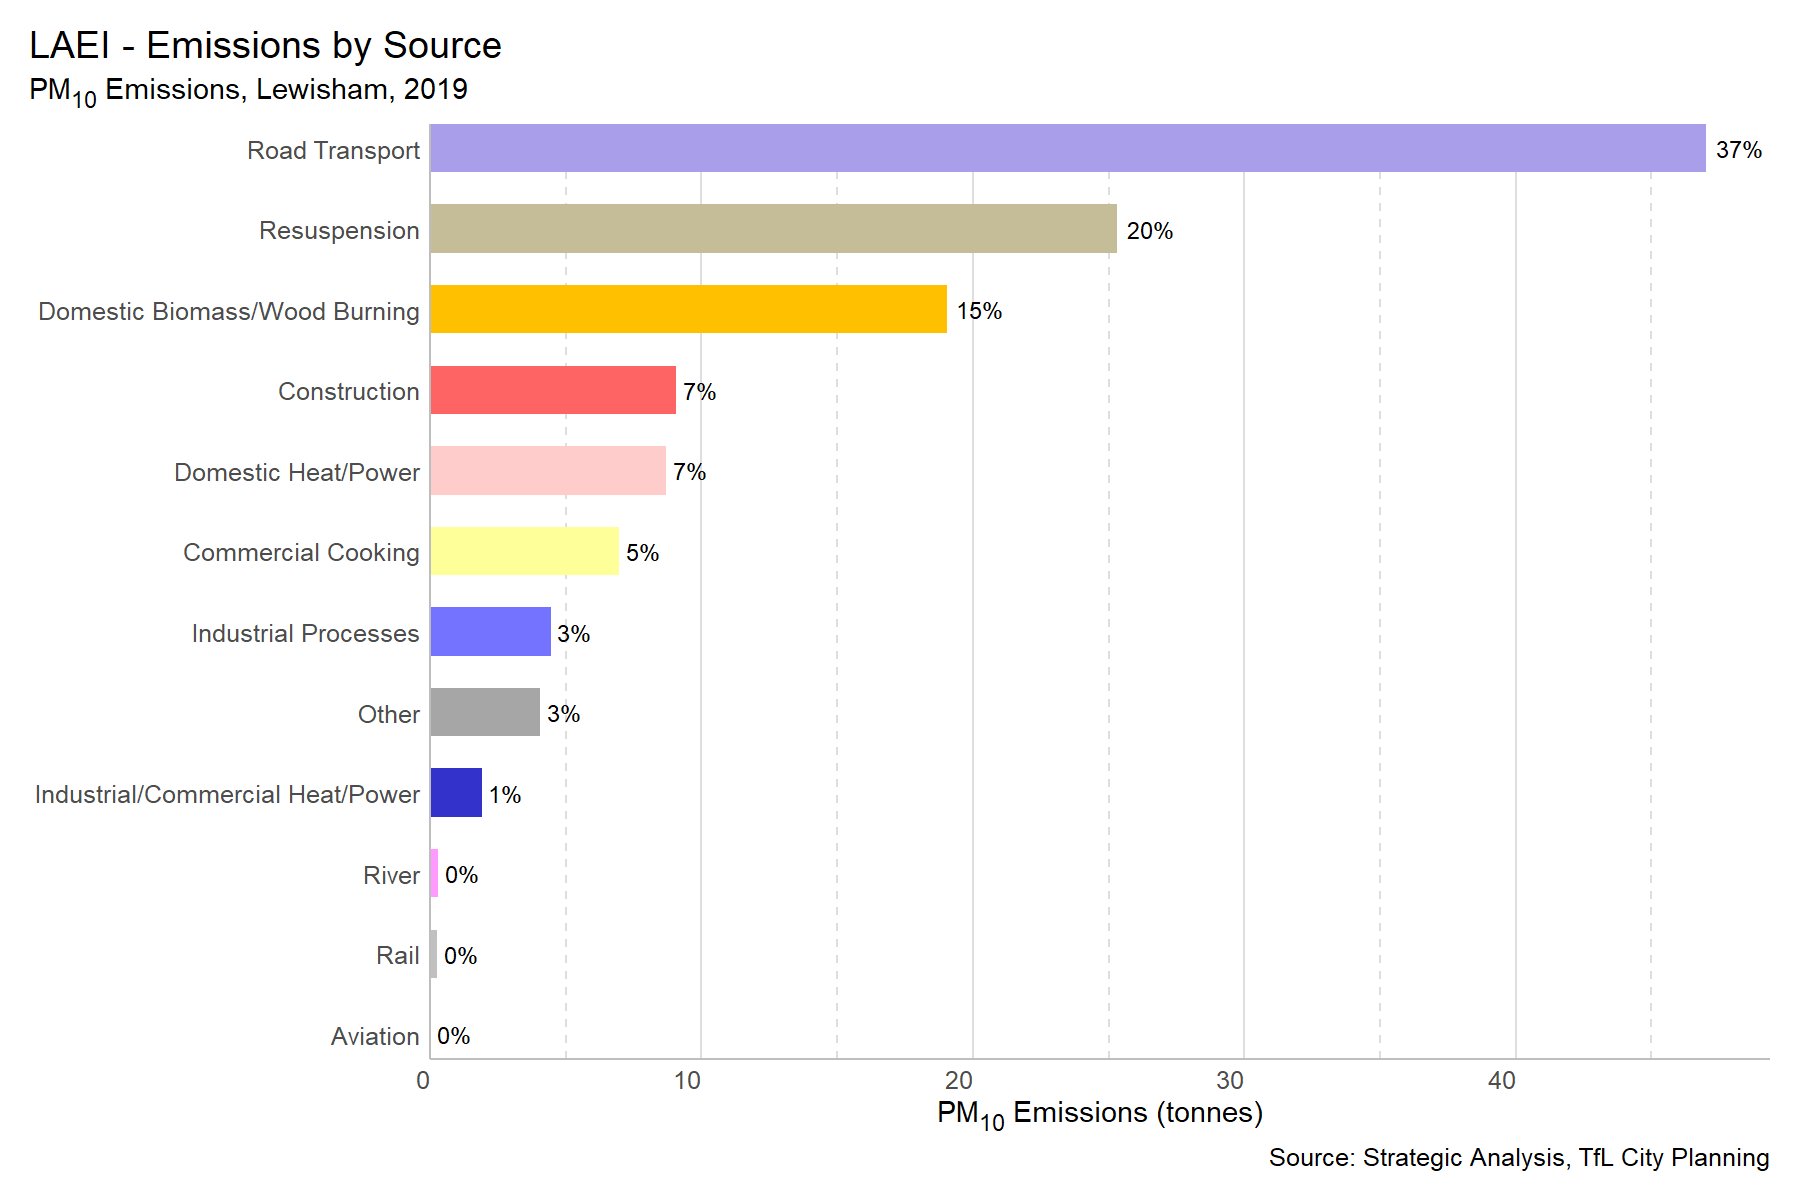 LAEI - Emissions by Source
PM10 Emissions, Lewisham, 2019
Road Transport 37%
Resuspension 20%
Domestic Biomass/Wood Burning 15%
Construction 7%
Domestic Heat/Power 7%
Commercial Cooking 5%
Industrial Processes 3%
Other 3%
Industrial/Commercial Heat/Power 1%
River 0%
Rail 0%
Aviation 0%
0 10 20 30 40
PM10 Emissions (tonnes)
Source: Strategic Analysis, TfL City Planning